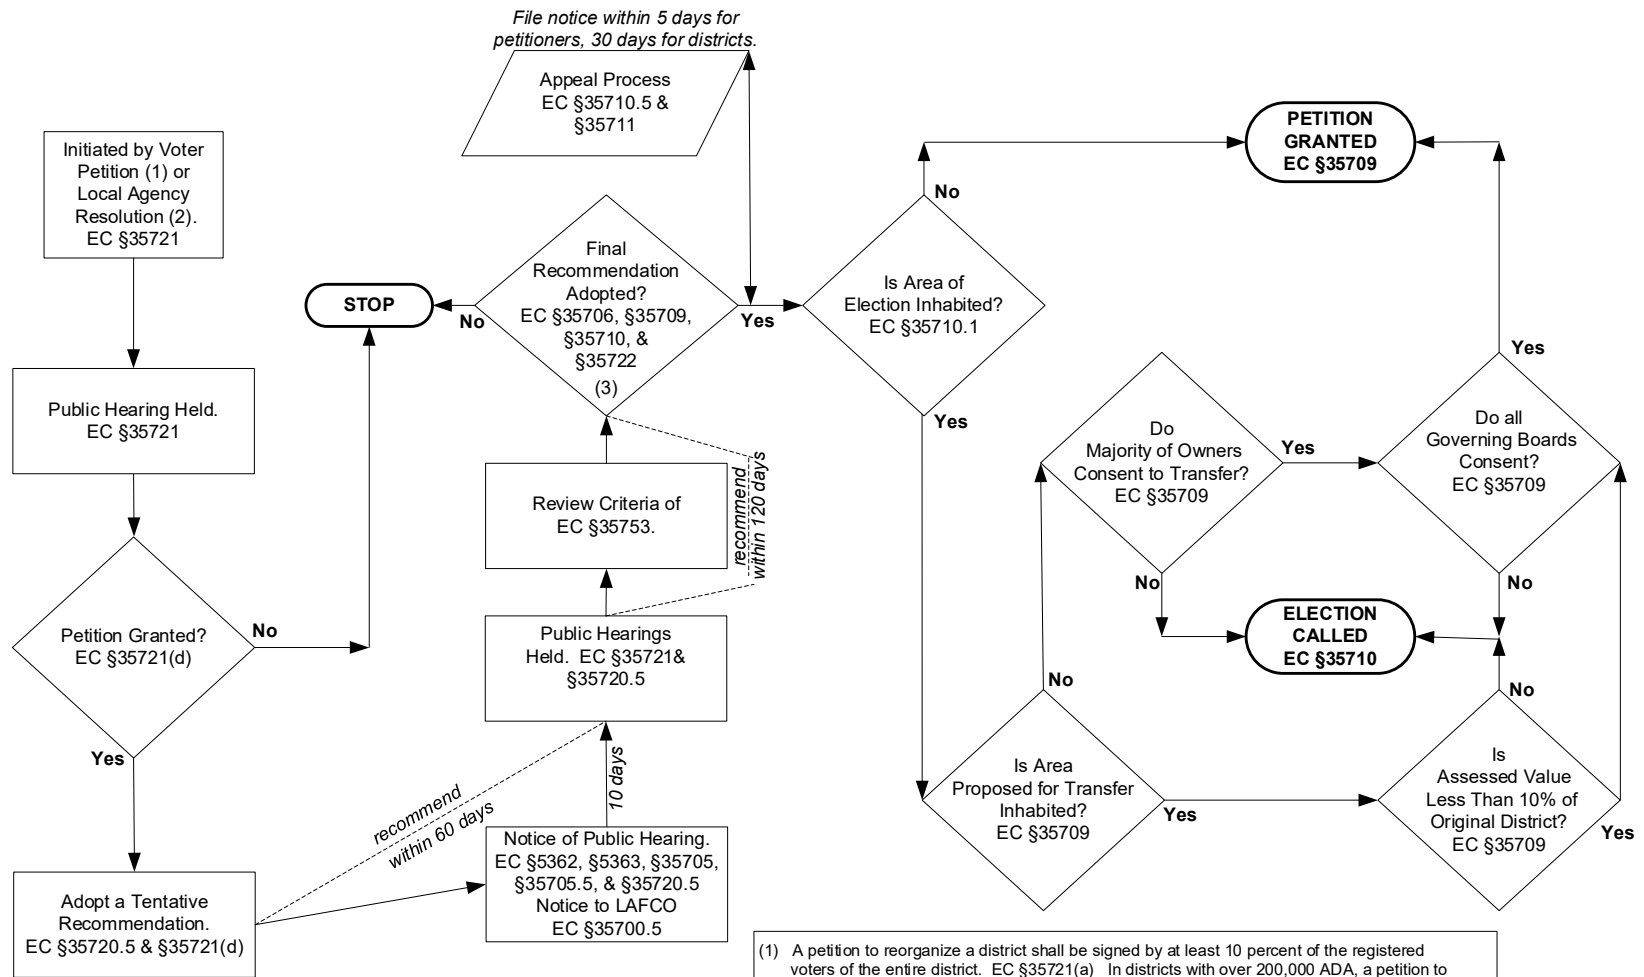 File notice within 5 days for
petitioners, 30 days for districts.
Appeal Process
EC §35710.5 &
§35711
Initiated by Voter
Petition (1) or
Local Agency
Resolution (2).
EC §35721
Public Hearing Held.
EC §35721
Petition Granted?
EC §35721(d)
No
Yes
Adopt a Tentative
Recommendation.
EC §35720.5 & §35721(d)
recommend
within 60 days
Notice of Public Hearing.
EC §5362, §5363, §35705,
§35705.5, & §35720.5
Notice to LAFCO
EC §35700.5
10 days
Public Hearings
Held. EC §35721&
§35720.5
Review Criteria of
EC §35753.
recommend
within 120 days
Final
Recommendation
Adopted?
EC §35706, §35709,
§35710, &
§35722
(3)
No
STOP
Yes
Is Area of
Election Inhabited?
EC §35710.1
No
PETITION
GRANTED
EC §35709
Yes
Is Area
Proposed for Transfer
Inhabited?
EC §35709
No
Do
Majority of Owners
Consent to Transfer?
EC §35709
Yes
No
Do all
Governing Boards
Consent?
EC §35709
Yes
No
ELECTION
CALLED
EC §35710
Yes
Is
Assessed Value
Less Than 10% of
Original District?
EC §35709
No
Yes
(1) A petition to reorganize a district shall be signed by at least 10 percent of the registered
voters of the entire district. EC §35721(a) In districts with over 200,000 ADA, a petition to